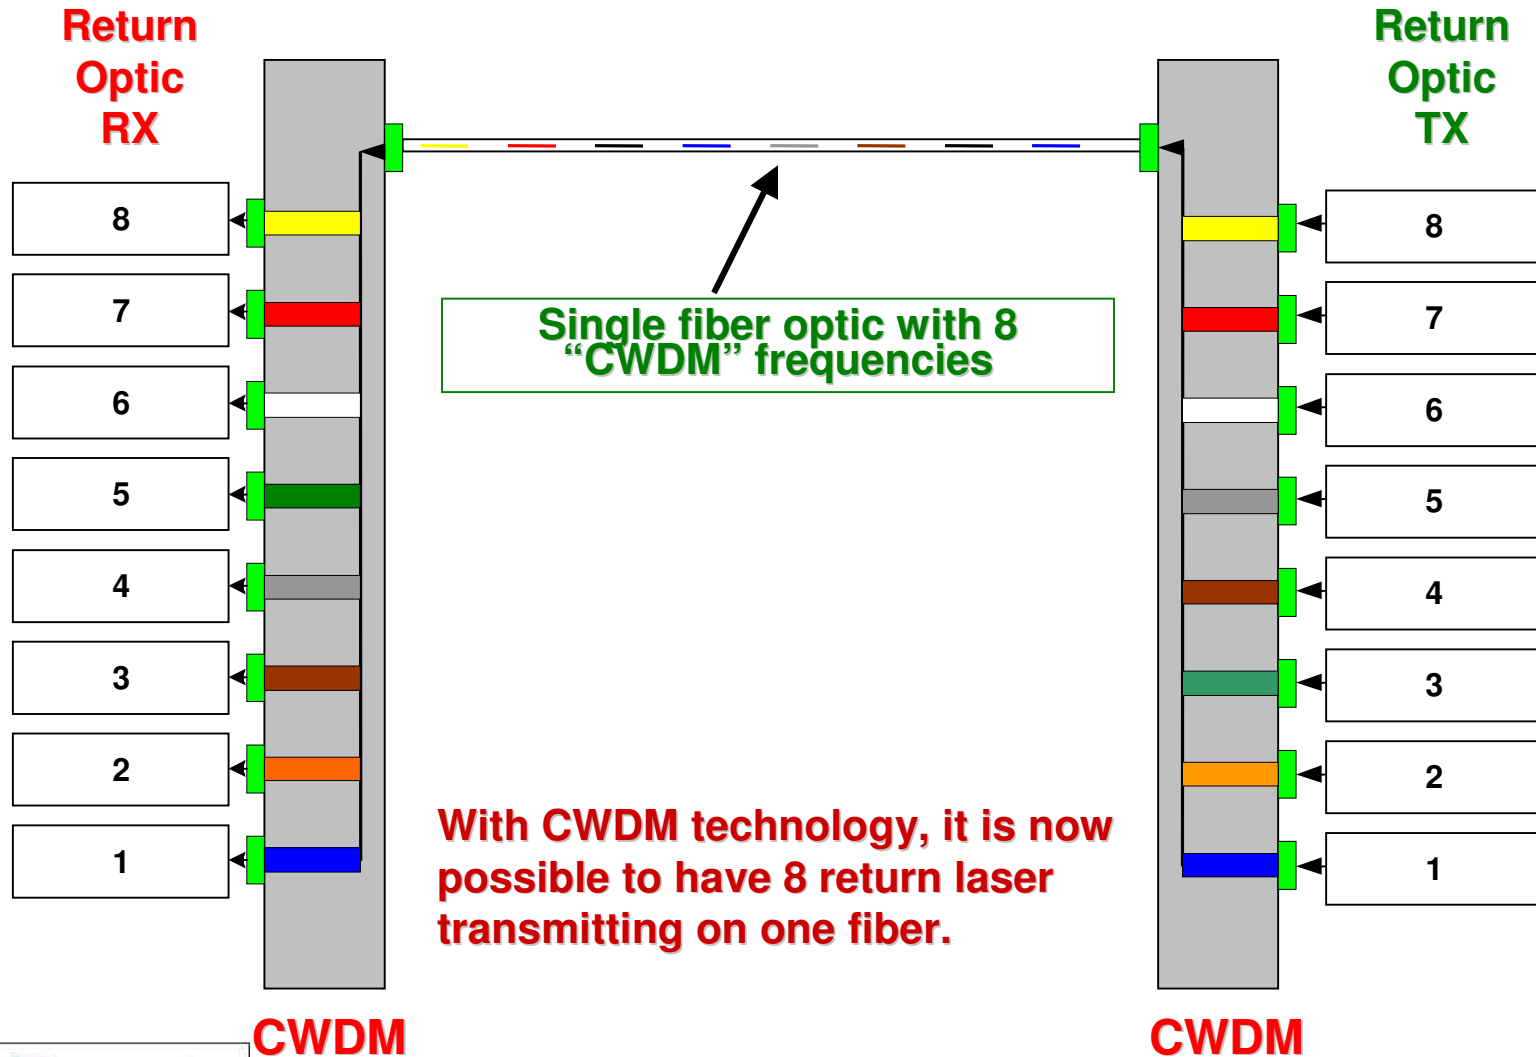 Return
Optic
RX
Return
Optic
TX
8
7
6
5
4
3
2
1
Single fiber optic with 8
“CWDM” frequencies
8
7
6
5
4
3
2
1
With CWDM technology, it is now
possible to have 8 return laser
transmitting on one fiber.
CWDM
CWDM